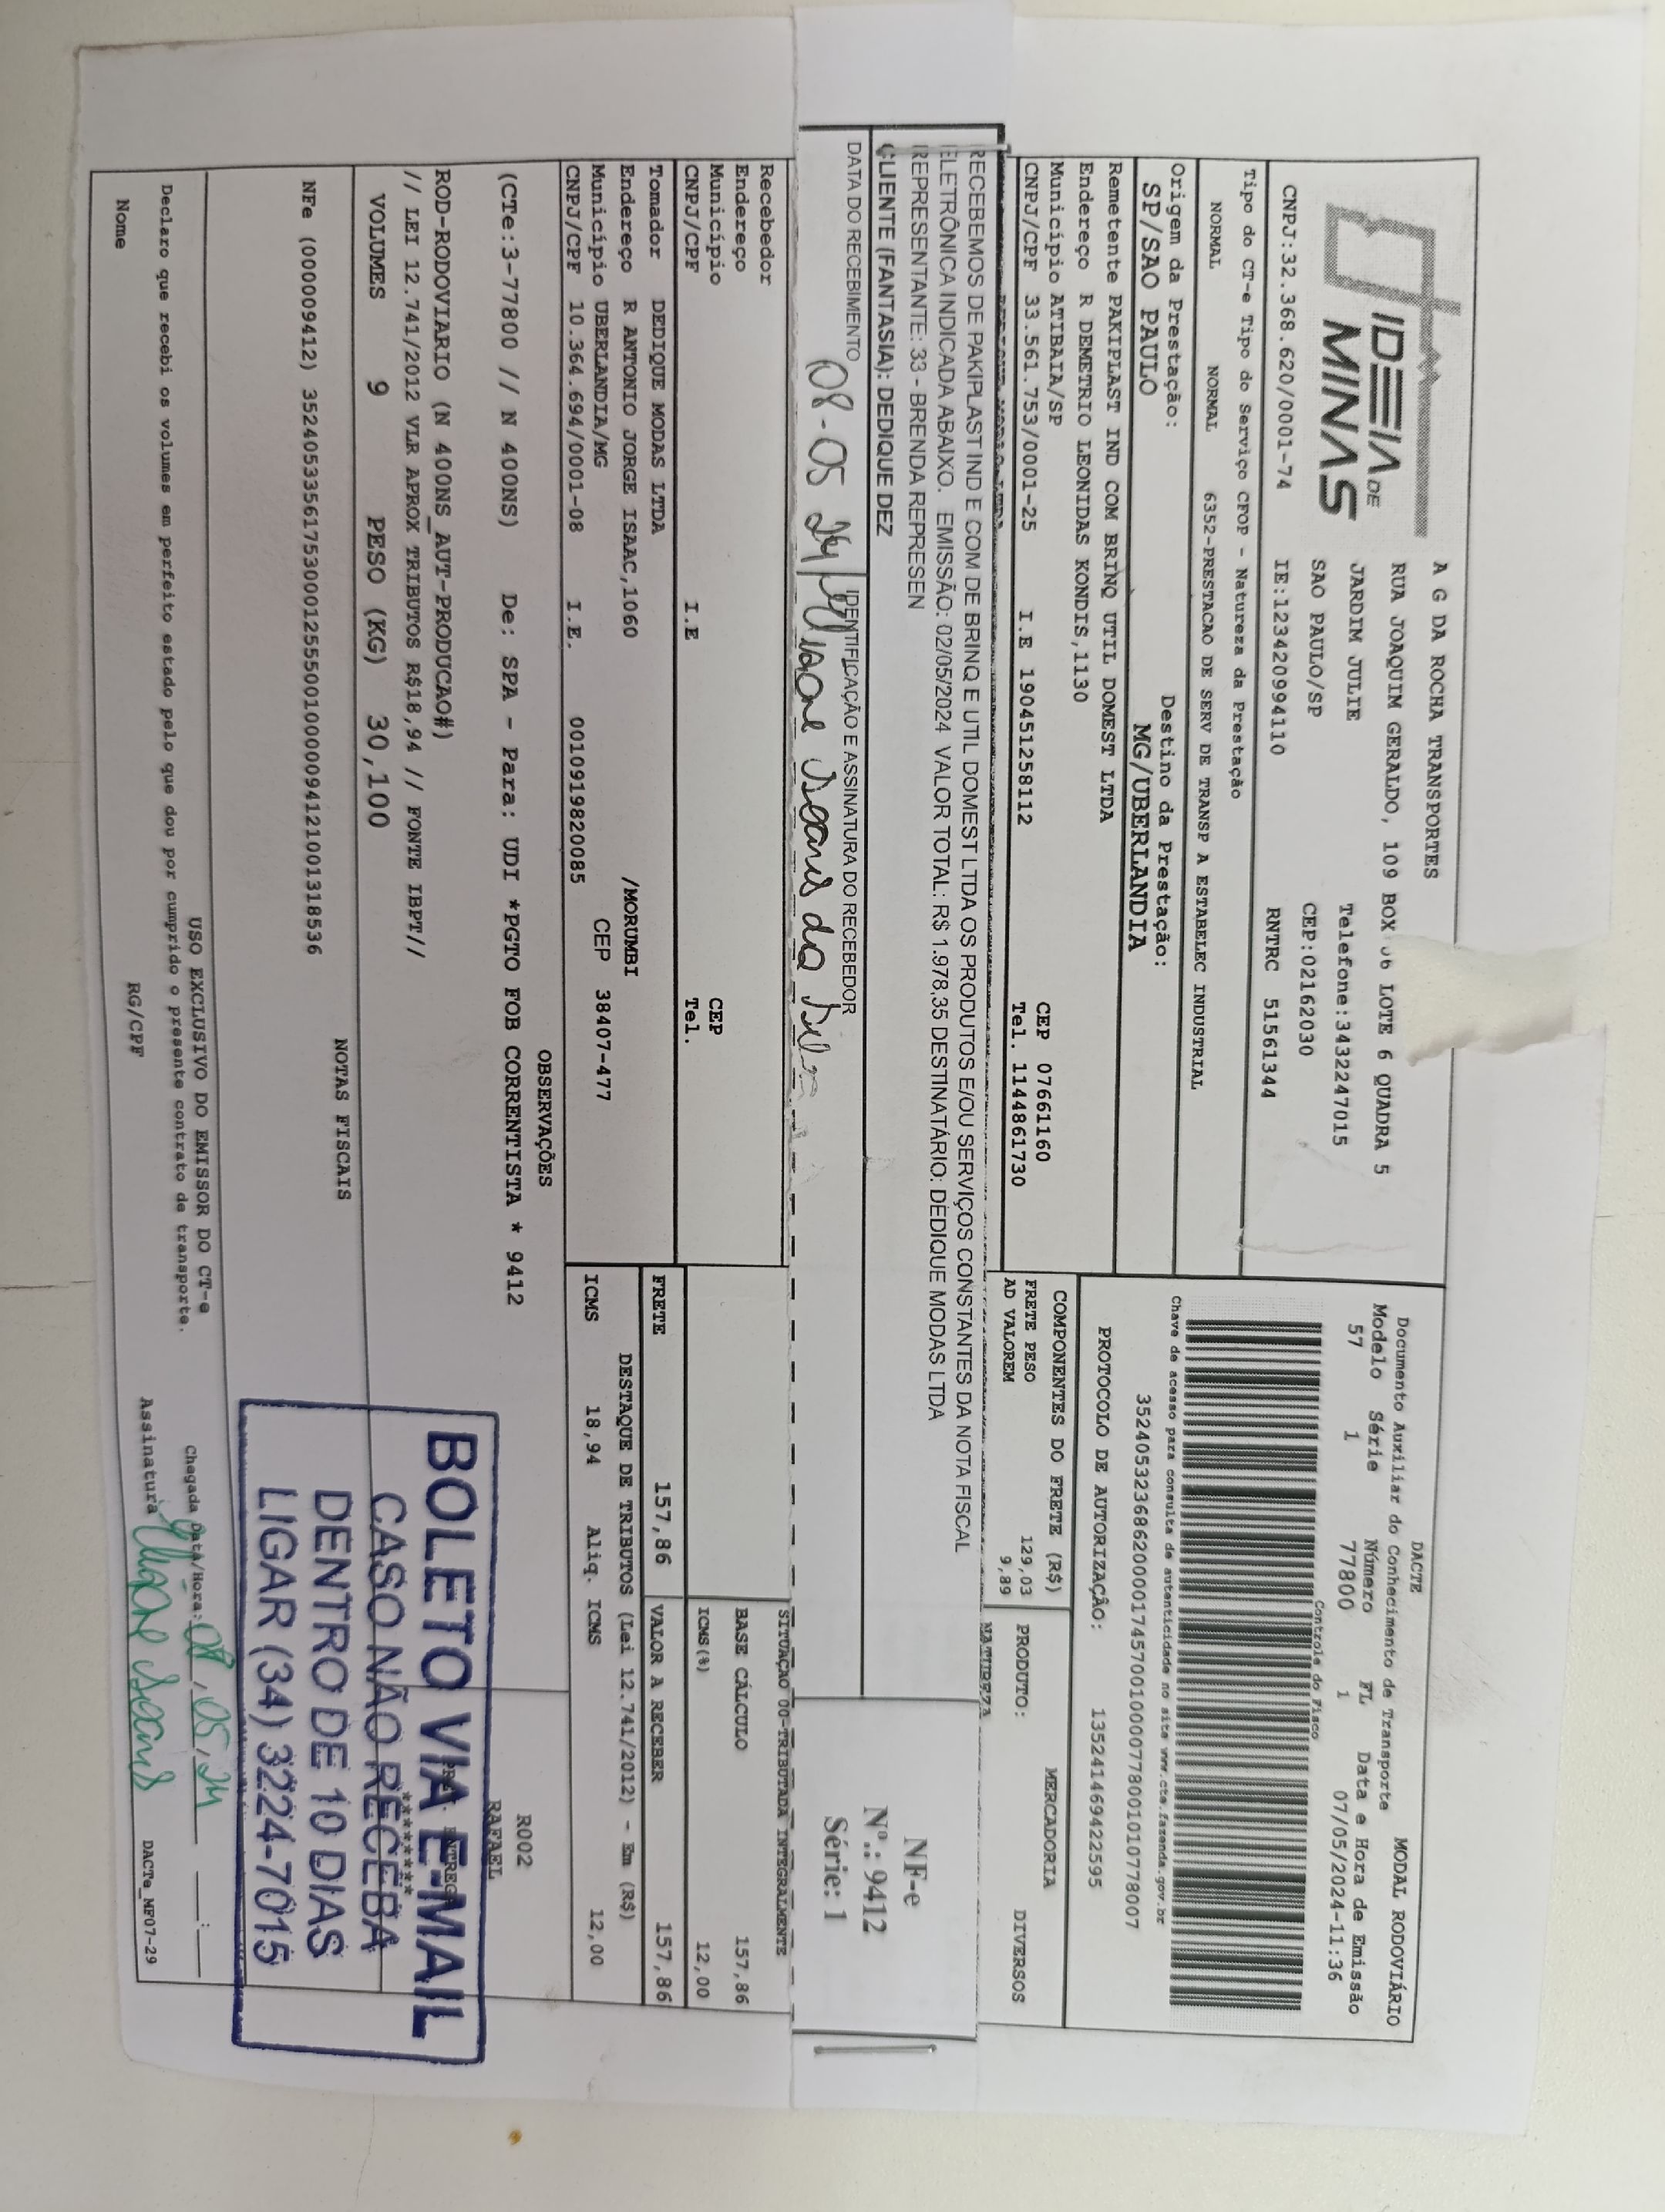 IDEIA DE
MINAS
A G DA ROCHA TRANSPORTES
RUA JOAQUIM GERALDO, 109 BOX 06 LOTE 6 QUADRA 5
JARDIM JULIE Telefone:3432247015
SAO PAULO/SP CEP:02162030
CNPJ:32.368.620/0001-74 IE:123420994110 RNTRC 51561344
Tipo do CT-e Tipo do Serviço CFOP - Natureza da Prestação
NORMAL NORMAL 6352-PRESTACAO DE SERV DE TRANSP A ESTABELEC INDUSTRIAL
Origem da Prestação: Destino da Prestação:
SP/SAO PAULO MG/UBERLANDIA
Remetente PAKIPLAST IND COM BRINQ UTIL DOMEST LTDA
Endereço R DEMETRIO LEONIDAS KONDIS,1130
Município ATIBAIA/SP CEP 07661160
CNPJ/CPF 33.561.753/0001-25 I.E 190451258112 Tel. 1144861730
DACTE MODAL RODOVIÁRIO
Documento Auxiliar do Conhecimento de Transporte
Modelo Série Número FL Data e Hora de Emissão
57 1 77800 1 07/05/2024-11:36
Controle do Fisco
Chave de acesso para consulta de autenticidade no site www.cte.fazenda.gov.br
35240532368620000174570010000778001010778007
PROTOCOLO DE AUTORIZAÇÃO: 135241469422595
COMPONENTES DO FRETE (R$) MERCADORIA
FRETE PESO 129,03 PRODUTO: DIVERSOS
AD VALOREM 9,89
NATUREZA
RECEBEMOS DE PAKIPLAST IND E COM DE BRINQ E UTIL DOMEST LTDA OS PRODUTOS E/OU SERVIÇOS CONSTANTES DA NOTA FISCAL
ELETRÔNICA INDICADA ABAIXO. EMISSÃO: 02/05/2024 VALOR TOTAL: R$ 1.978,35 DESTINATÁRIO: DEDIQUE MODAS LTDA
REPRESENTANTE: 33 - BRENDA REPRESEN
CLIENTE (FANTASIA): DEDIQUE DEZ
DATA DO RECEBIMENTO IDENTIFICAÇÃO E ASSINATURA DO RECEBEDOR
08-05 24
NF-e
Nº.: 9412
Série: 1
Recebedor
Endereço
Município CEP
CNPJ/CPF I.E Tel.
SITUAÇAO 00-TRIBUTADA INTEGRALMENTE
BASE CÁLCULO 157,86
ICMS(%) 12,00
Tomador DEDIQUE MODAS LTDA
Endereço R ANTONIO JORGE ISAAC,1060 /MORUMBI
Município UBERLANDIA/MG CEP 38407-477
CNPJ/CPF 10.364.694/0001-08 I.E. 0010919820085
FRETE 157,86 VALOR A RECEBER 157,86
DESTAQUE DE TRIBUTOS (Lei 12.741/2012) - Em (R$)
ICMS 18,94 Aliq. ICMS 12,00
OBSERVAÇÕES
(CTe:3-77800 // N 400NS) De: SPA - Para: UDI *PGTO FOB CORRENTISTA * 9412
R002
RAFAEL
ROD-RODOVIARIO (N 400NS_AUT-PRODUCAO#)
// LEI 12.741/2012 VLR APROX TRIBUTOS R$18,94 // FONTE IBPT//
VOLUMES 9 PESO (KG) 30,100
********
NOTAS FISCAIS
NFe (000009412) 35240533561753000125550010000094121001318536
BOLETO VIA E-MAIL
CASO NÃO RECEBA
DENTRO DE 10 DIAS
LIGAR (34) 3224-7015
USO EXCLUSIVO DO EMISSOR DO CT-e
Declaro que recebi os volumes em perfeito estado pelo que dou por cumprido o presente contrato de transporte.
Chegada Data/Hora: 08/05/24 __:__
Nome RG/CPF Assinatura
DACTe_MF07-29